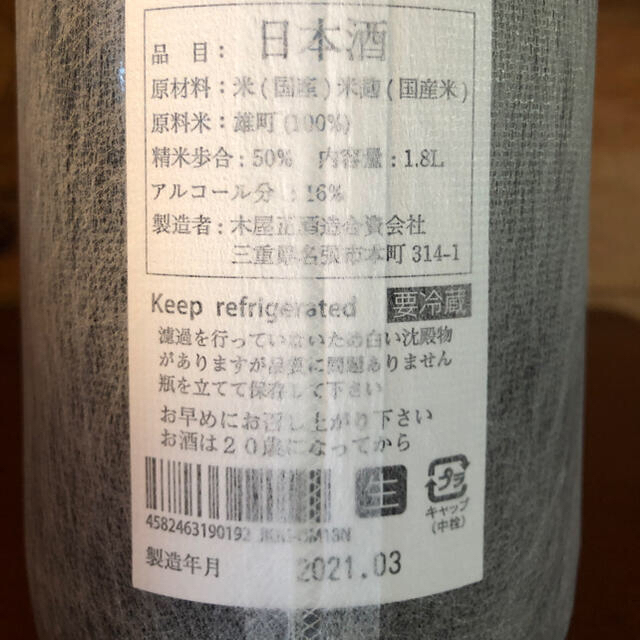 品目：日本酒
原材料：米(国産)米麹(国産米)
原料米：雄町(100%)
精米歩合：50% 内容量：1.8L
アルコール分：16%
製造者：木屋正酒造合資会社
三重県名張市本町 314-1
Keep refrigerated 要冷蔵
濾過を行っていないため白い沈殿物
がありますが品質に問題ありません
瓶を立てて保存して下さい
お早めにお召し上がり下さい
お酒は20歳になってから
生
プラ
キャップ
(中栓)
4582463190192
製造年月 2021.03